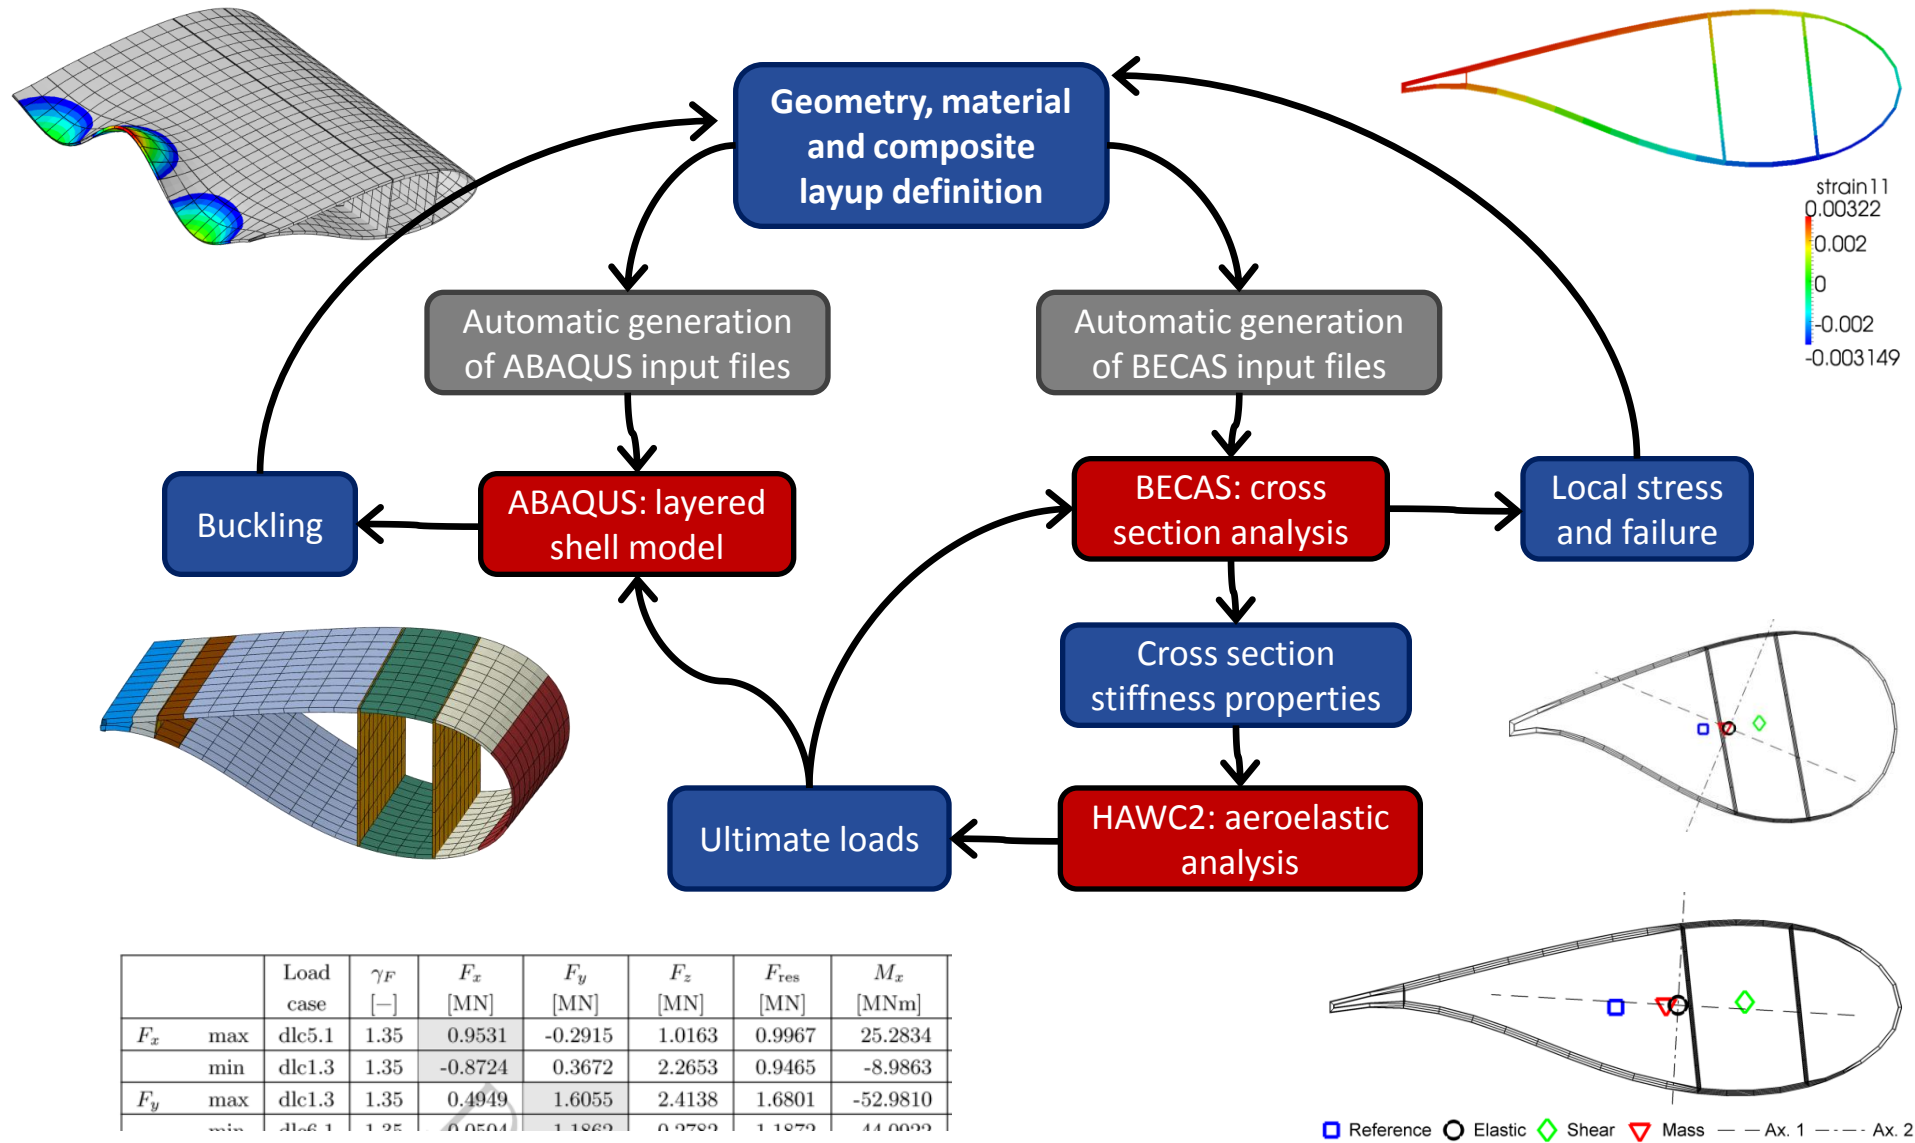 Geometry, material
and composite
layup definition
strain11
0.00322
0.002
0
-0.002
-0.003149
Automatic generation
of ABAQUS input files
Automatic generation
of BECAS input files
Buckling
ABAQUS: layered
shell model
BECAS: cross
section analysis
Local stress
and failure
Cross section
stiffness properties
Ultimate loads
HAWC2: aeroelastic
analysis
Load γF Fx Fy Fz Fres Mx
case [−] [MN] [MN] [MN] [MN] [MNm]
Fx max dlc5.1 1.35 0.9531 -0.2915 1.0163 0.9967 25.2834
min dlc1.3 1.35 -0.8724 0.3672 2.2653 0.9465 -8.9863
Fy max dlc1.3 1.35 0.4949 1.6055 2.4138 1.6801 -52.9810
min 1.35
Reference Elastic Shear Mass Ax. 1 Ax. 2